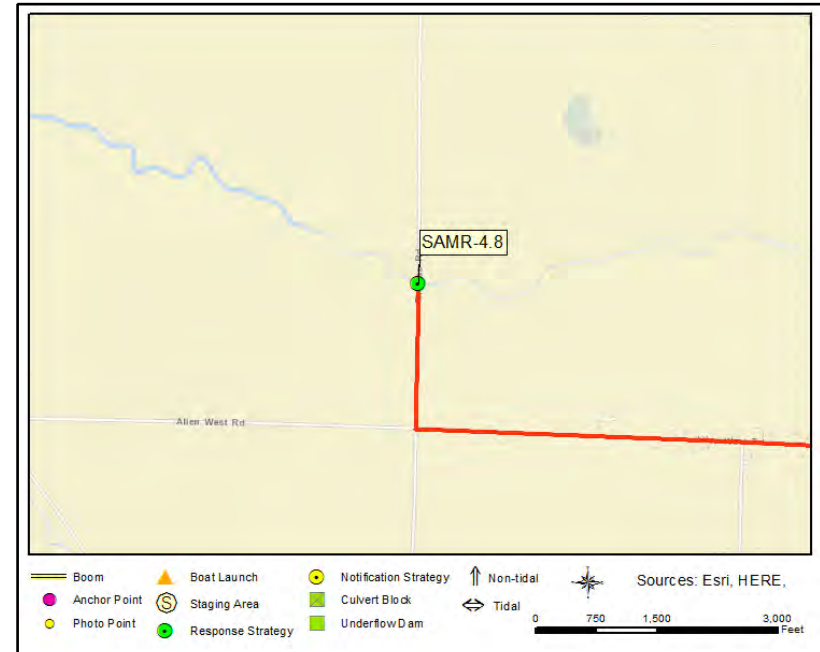 SAMR-4.8
Rd
Allen West Rd
Boom
Boat Launch
Notification Strategy
Non-tidal
Sources: Esri, HERE,
Anchor Point
S
Staging Area
Culvert Block
Tidal
Photo Point
Response Strategy
Underflow Dam
0 750 1,500 3,000
Feet